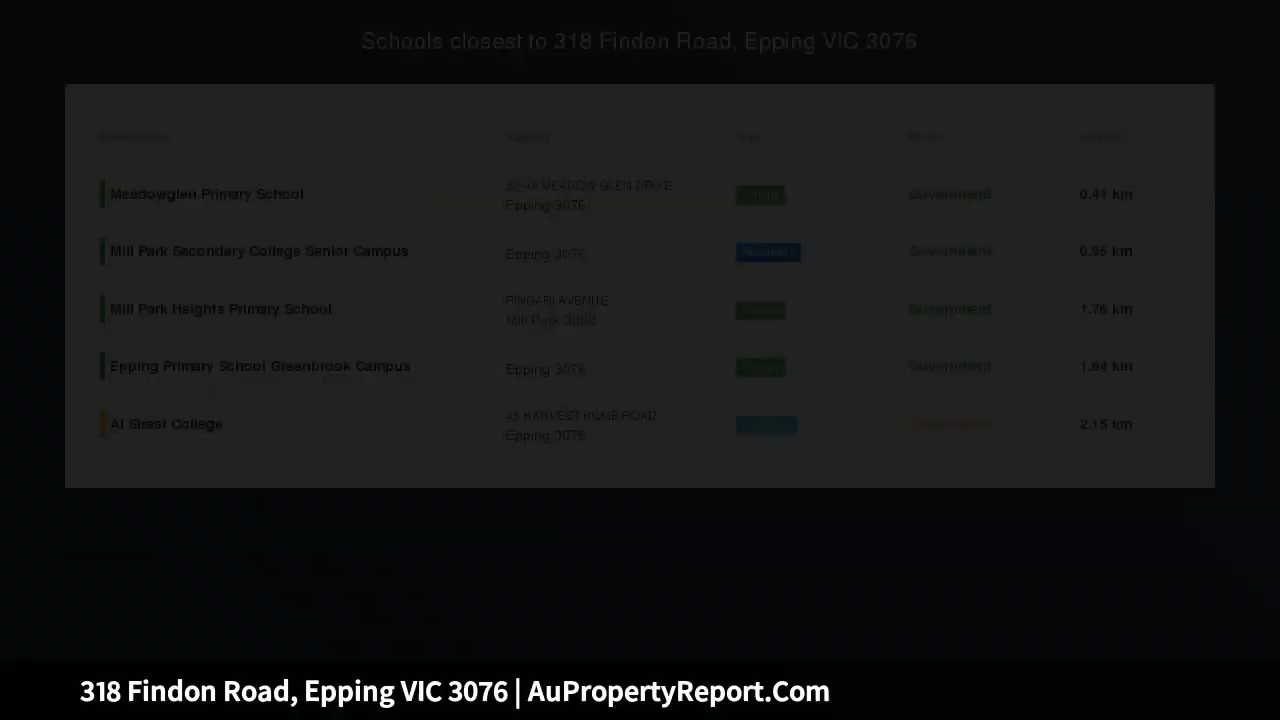 Schools closest to 318 Findon Road, Epping VIC 3076
Meadowglen Primary School
MEADOW GLEN DRIVE
Epping 3076
Government
0.41 km
Mill Park Secondary College Senior Campus
Epping 3076
Government
0.95 km
Mill Park Heights Primary School
PINDARI AVENUE
Mill Park 3082
Government
1.76 km
Epping Primary School Greenbrook Campus
Epping 3076
Government
1.84 km
Al Siraat College
45 HARVEST HOME ROAD
Epping 3076
2.15 km
318 Findon Road, Epping VIC 3076 | AuPropertyReport.Com